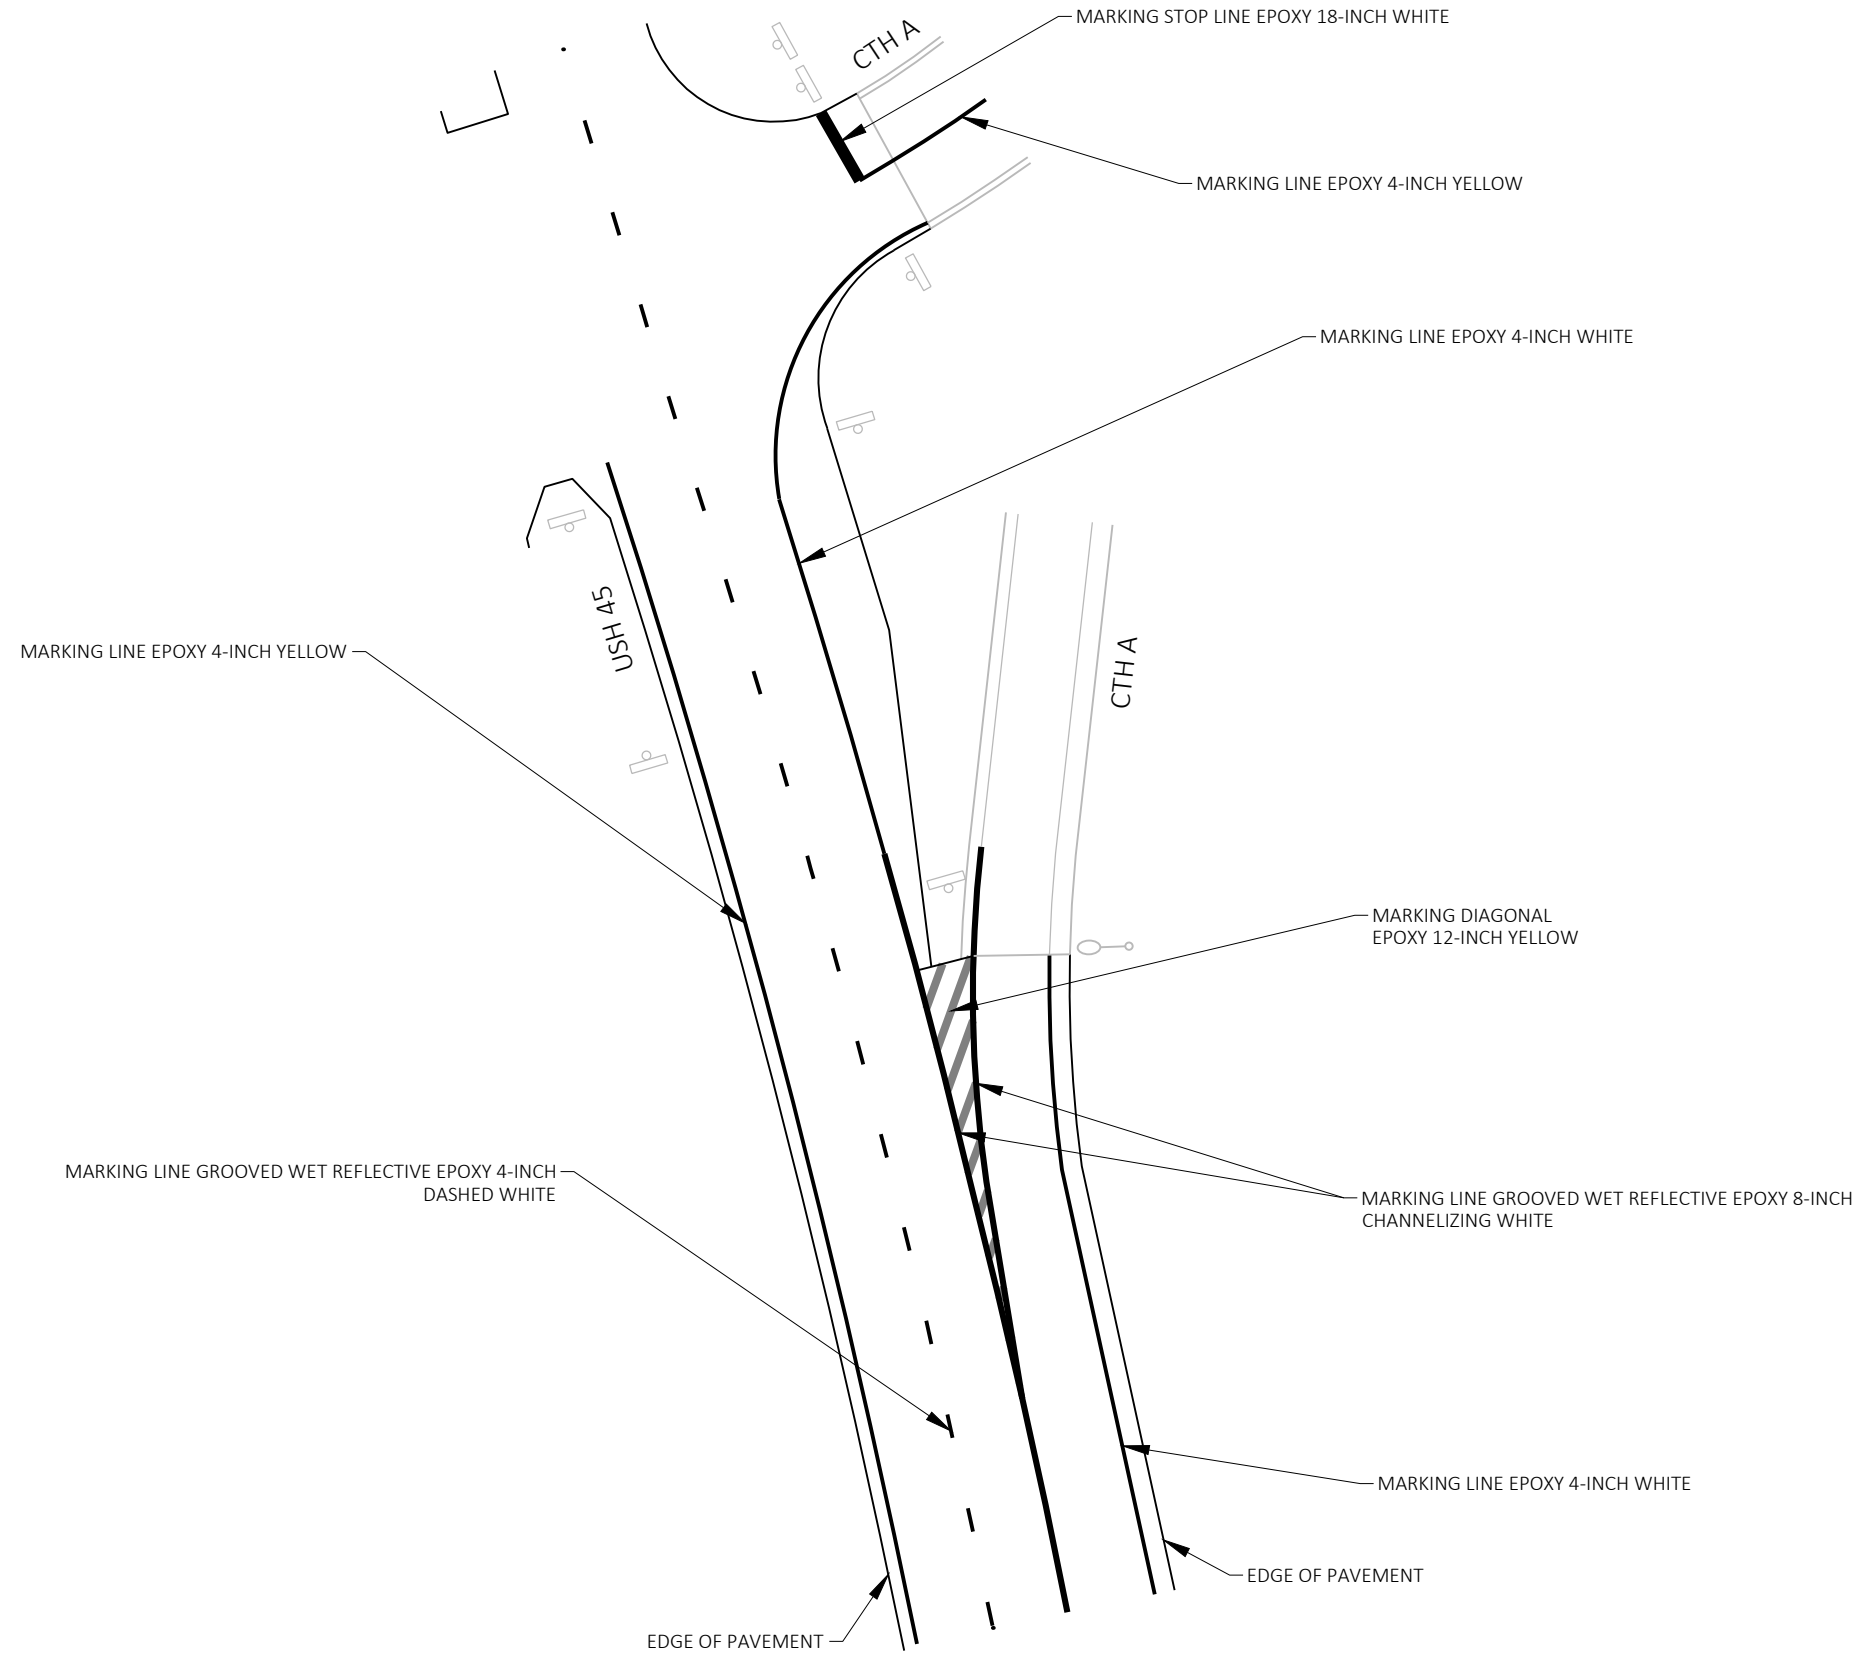 MARKING STOP LINE EPOXY 18-INCH WHITE
CTH A
MARKING LINE EPOXY 4-INCH YELLOW
MARKING LINE EPOXY 4-INCH WHITE
USH 45
MARKING LINE EPOXY 4-INCH YELLOW
CTH A
MARKING DIAGONAL
EPOXY 12-INCH YELLOW
MARKING LINE GROOVED WET REFLECTIVE EPOXY 4-INCH
DASHED WHITE
MARKING LINE GROOVED WET REFLECTIVE EPOXY 8-INCH
CHANNELIZING WHITE
MARKING LINE EPOXY 4-INCH WHITE
EDGE OF PAVEMENT
EDGE OF PAVEMENT